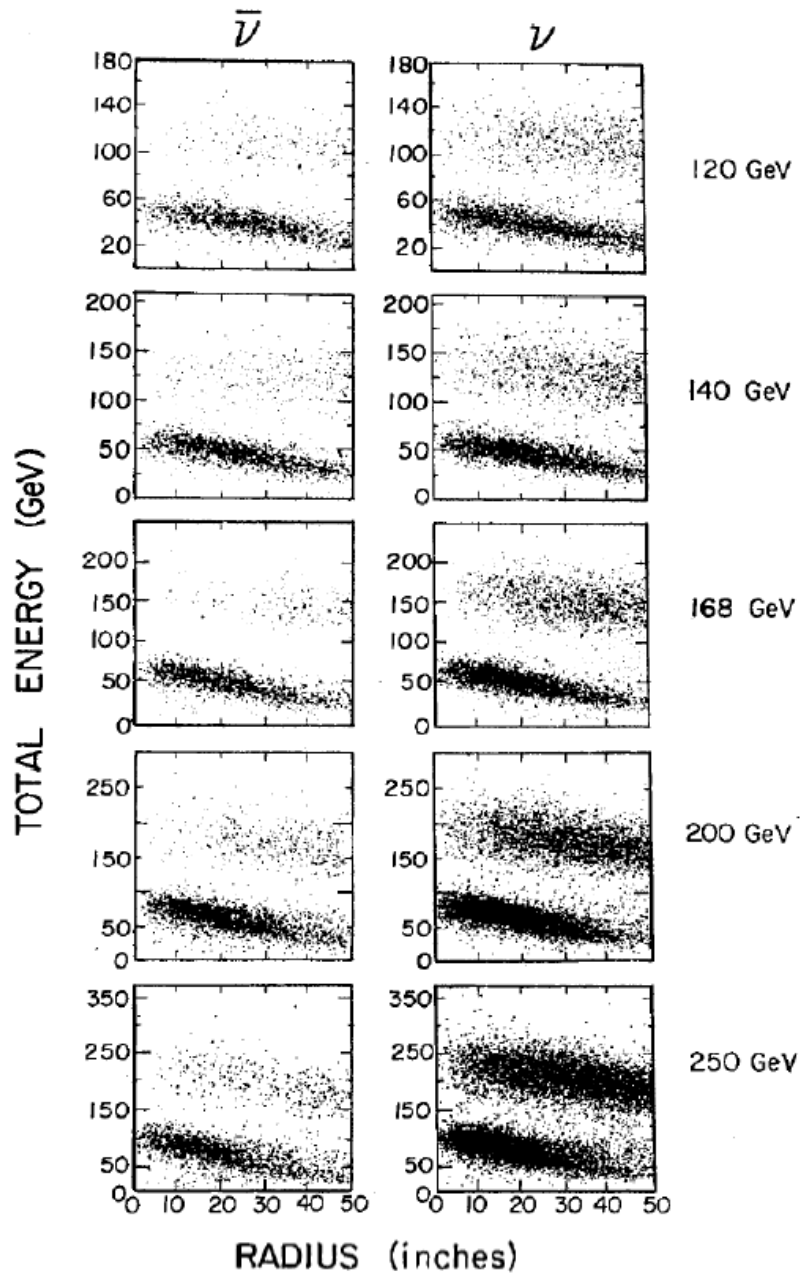 ν̄ ν
180 180
140 140
100 100
60 60
20 20
120 GeV
200 200
150 150
100 100
50 50
0 0
140 GeV
200 200
150 150
100 100
50 50
0 0
168 GeV
250 250
150 150
50 50
0 0
200 GeV
350 350
250 250
150 150
50 50
0 0
250 GeV
0 10 20 30 40 50 0 10 20 30 40 50
TOTAL ENERGY (GeV)
RADIUS (inches)